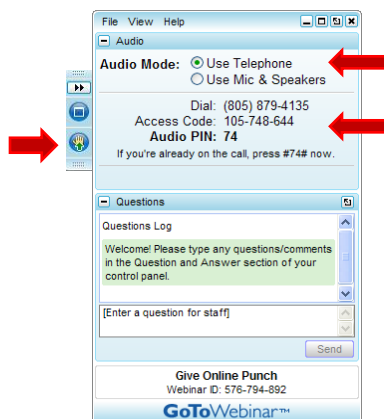 File View Help
Audio
Audio Mode: Use Telephone
Use Mic & Speakers
Dial: (805) 879-4135
Access Code: 105-748-644
Audio PIN: 74
If you're already on the call, press #74# now.
Questions
Questions Log
Welcome! Please type any questions/comments
in the Question and Answer section of your
control panel.
[Enter a question for staff]
Send
Give Online Punch
Webinar ID: 576-794-892
GoToWebinar™